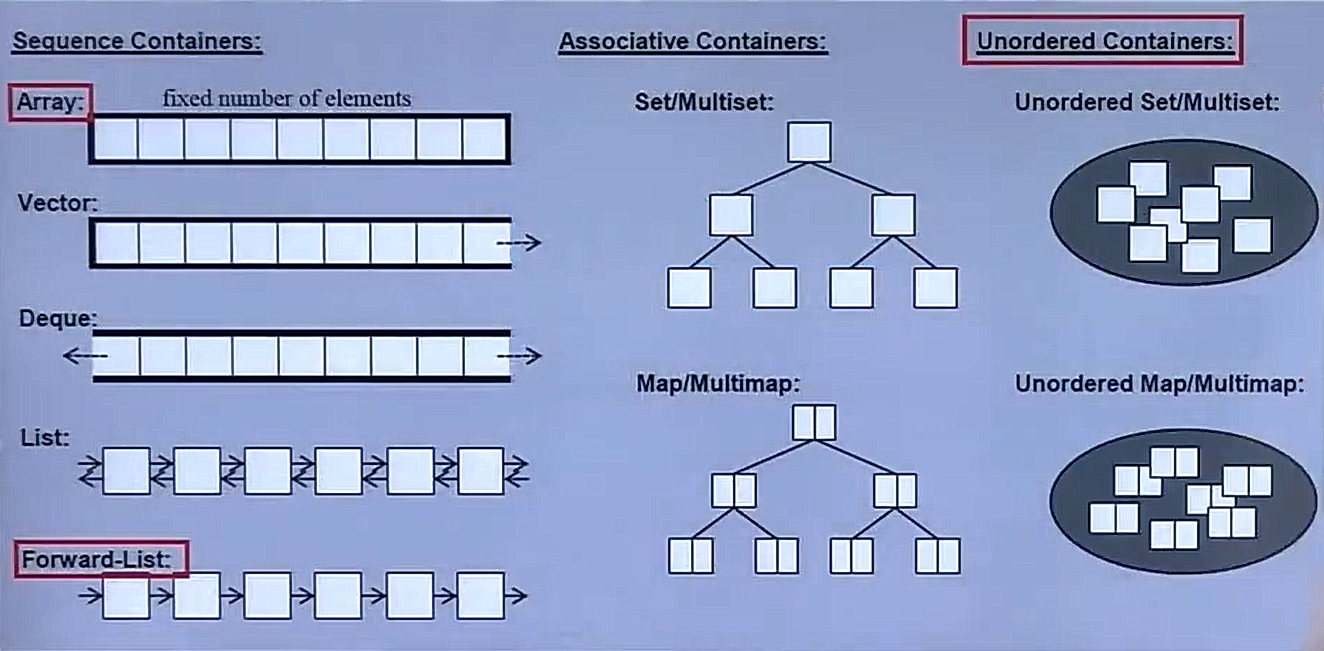 Sequence Containers:
Array:
fixed number of elements
Vector:
Deque:
List:
Forward-List:
Associative Containers:
Set/Multiset:
Map/Multimap:
Unordered Containers:
Unordered Set/Multiset:
Unordered Map/Multimap: